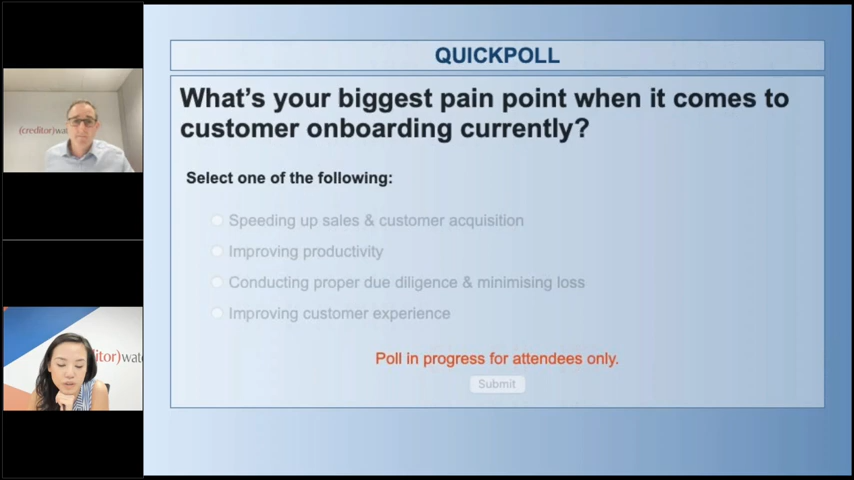 QUICKPOLL
What's your biggest pain point when it comes to
customer onboarding currently?
Select one of the following:
Speeding up sales & customer acquisition
Improving productivity
Conducting proper due diligence & minimising loss
Improving customer experience
Poll in progress for attendees only.
Submit
(creditor)wat
itor)watc